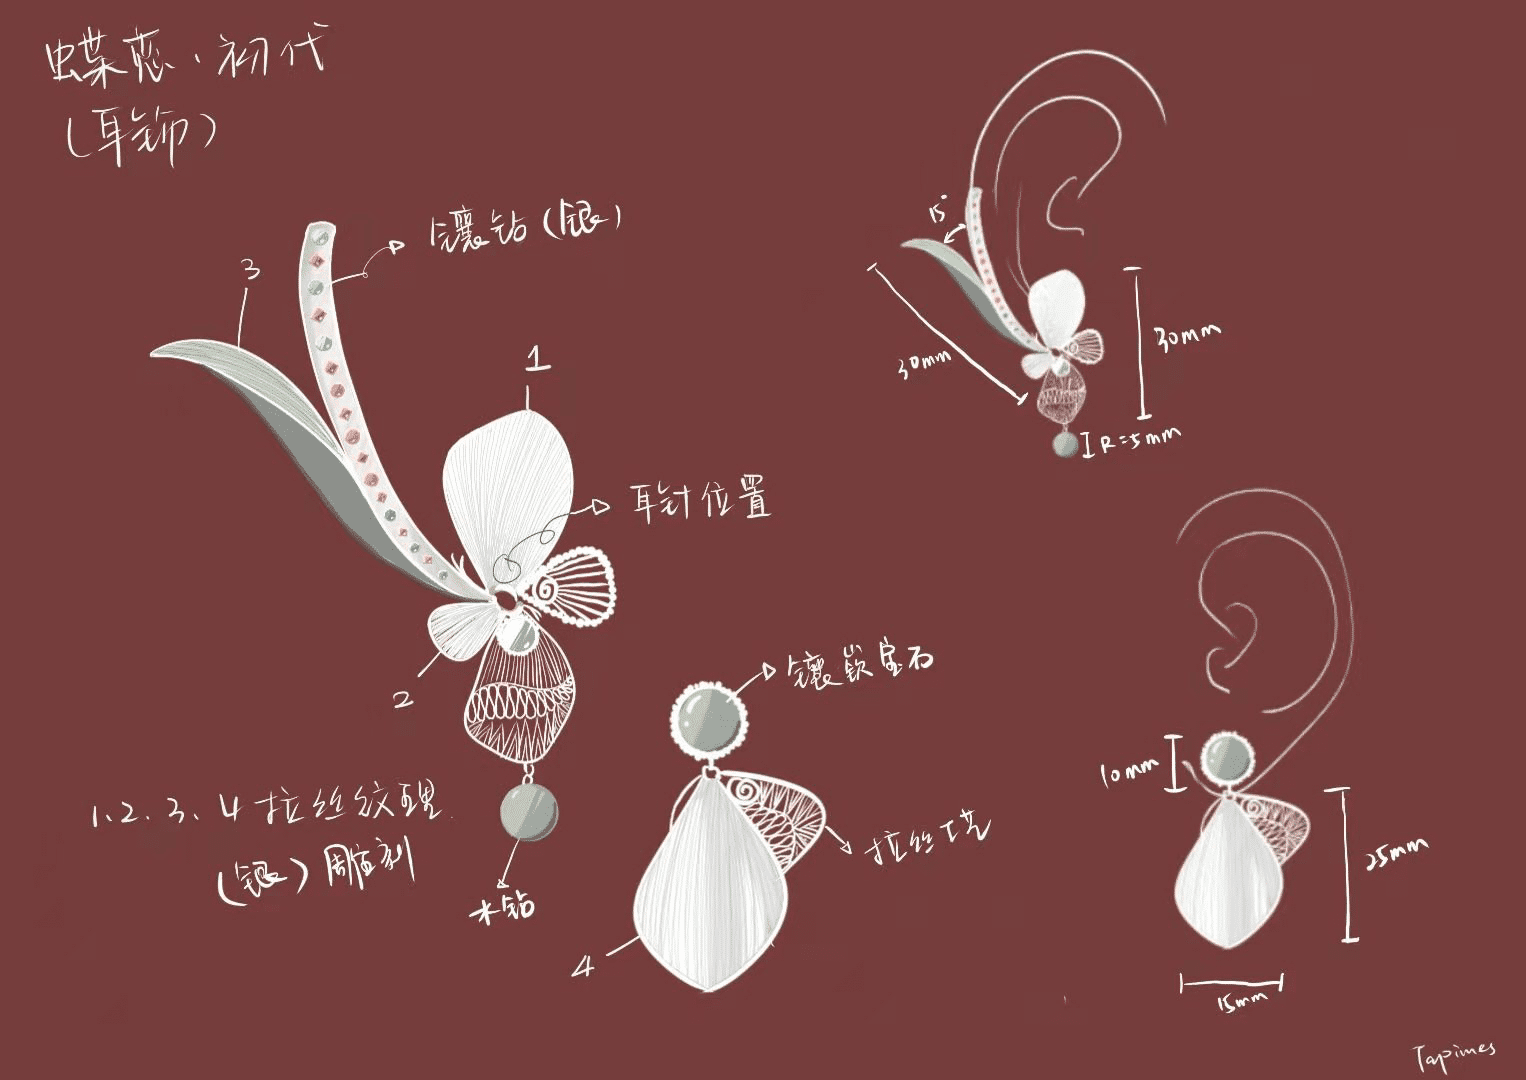 蝶恋·初代
(耳饰)
镶钻(银)
3
1
耳针位置
2
镶嵌宝石
1.2.3.4拉丝纹理
(银)雕刻
水钻
拉丝工艺
4
15°
30mm
30mm
R=5mm
10mm
25mm
15mm
Tapimes